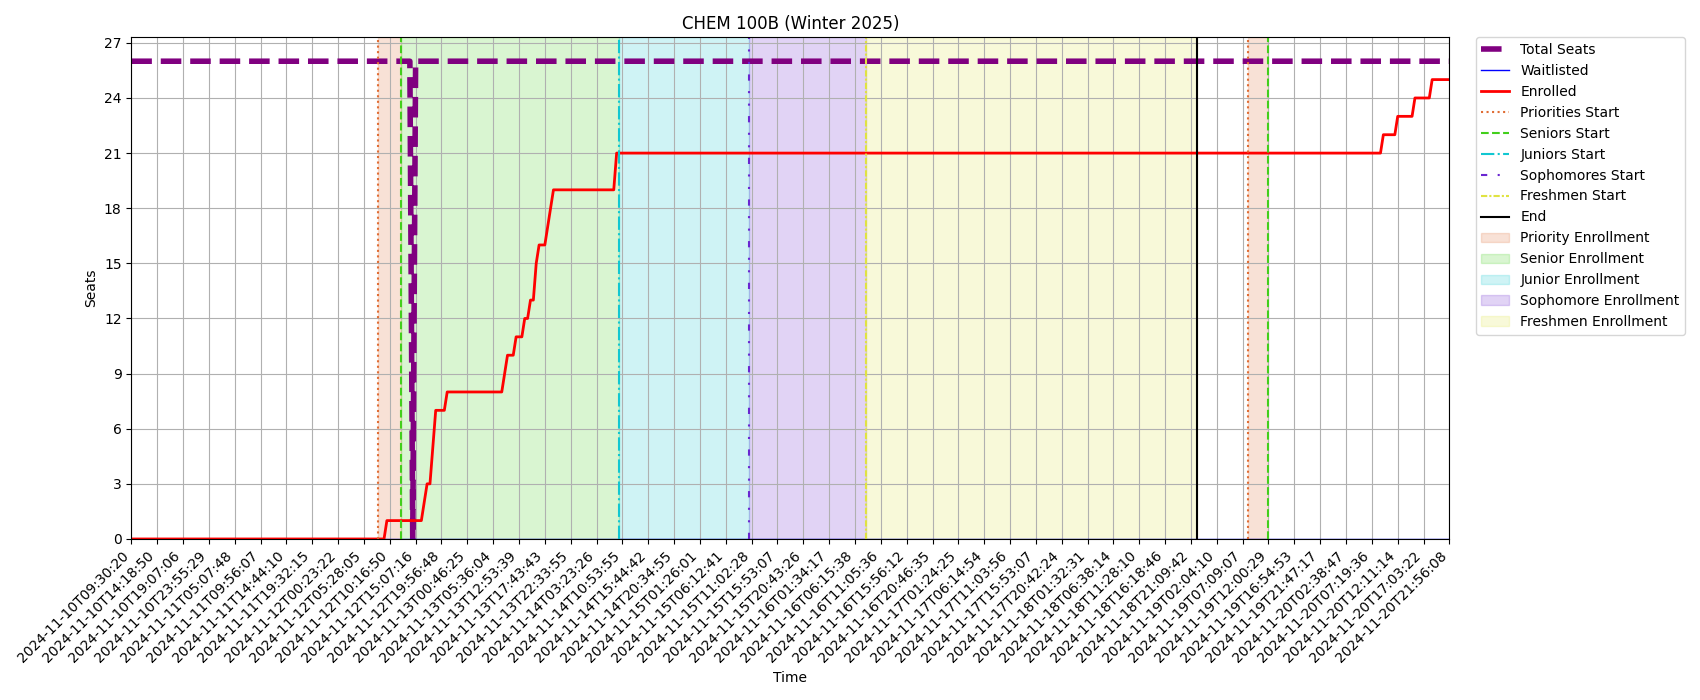 CHEM 100B (Winter 2025)
27
24
21
18
15
12
9
6
3
0
Seats
2024-11-10T09:30:20
2024-11-10T14:18:50
2024-11-10T19:07:06
2024-11-10T23:55:29
2024-11-11T05:07:48
2024-11-11T09:56:07
2024-11-11T14:44:10
2024-11-11T19:32:15
2024-11-12T00:23:22
2024-11-12T05:28:05
2024-11-12T10:16:50
2024-11-12T15:07:16
2024-11-12T19:56:48
2024-11-13T00:46:25
2024-11-13T05:36:04
2024-11-13T12:53:39
2024-11-13T17:43:43
2024-11-13T22:33:55
2024-11-14T03:23:26
2024-11-14T10:53:55
2024-11-14T15:44:42
2024-11-14T20:34:55
2024-11-15T01:26:01
2024-11-15T06:12:41
2024-11-15T11:02:28
2024-11-15T15:53:07
2024-11-15T20:43:26
2024-11-16T01:34:17
2024-11-16T06:15:38
2024-11-16T11:05:36
2024-11-16T15:56:12
2024-11-16T20:46:35
2024-11-17T01:24:25
2024-11-17T06:14:54
2024-11-17T11:03:56
2024-11-17T15:53:07
2024-11-17T20:42:24
2024-11-18T01:32:31
2024-11-18T06:38:14
2024-11-18T11:28:10
2024-11-18T16:18:46
2024-11-18T21:09:42
2024-11-19T02:04:10
2024-11-19T07:09:07
2024-11-19T12:00:29
2024-11-19T16:54:53
2024-11-19T21:47:17
2024-11-20T02:38:47
2024-11-20T07:19:36
2024-11-20T12:11:14
2024-11-20T17:03:22
2024-11-20T21:56:08
Time
Total Seats
Waitlisted
Enrolled
Priorities Start
Seniors Start
Juniors Start
Sophomores Start
Freshmen Start
End
Priority Enrollment
Senior Enrollment
Junior Enrollment
Sophomore Enrollment
Freshmen Enrollment